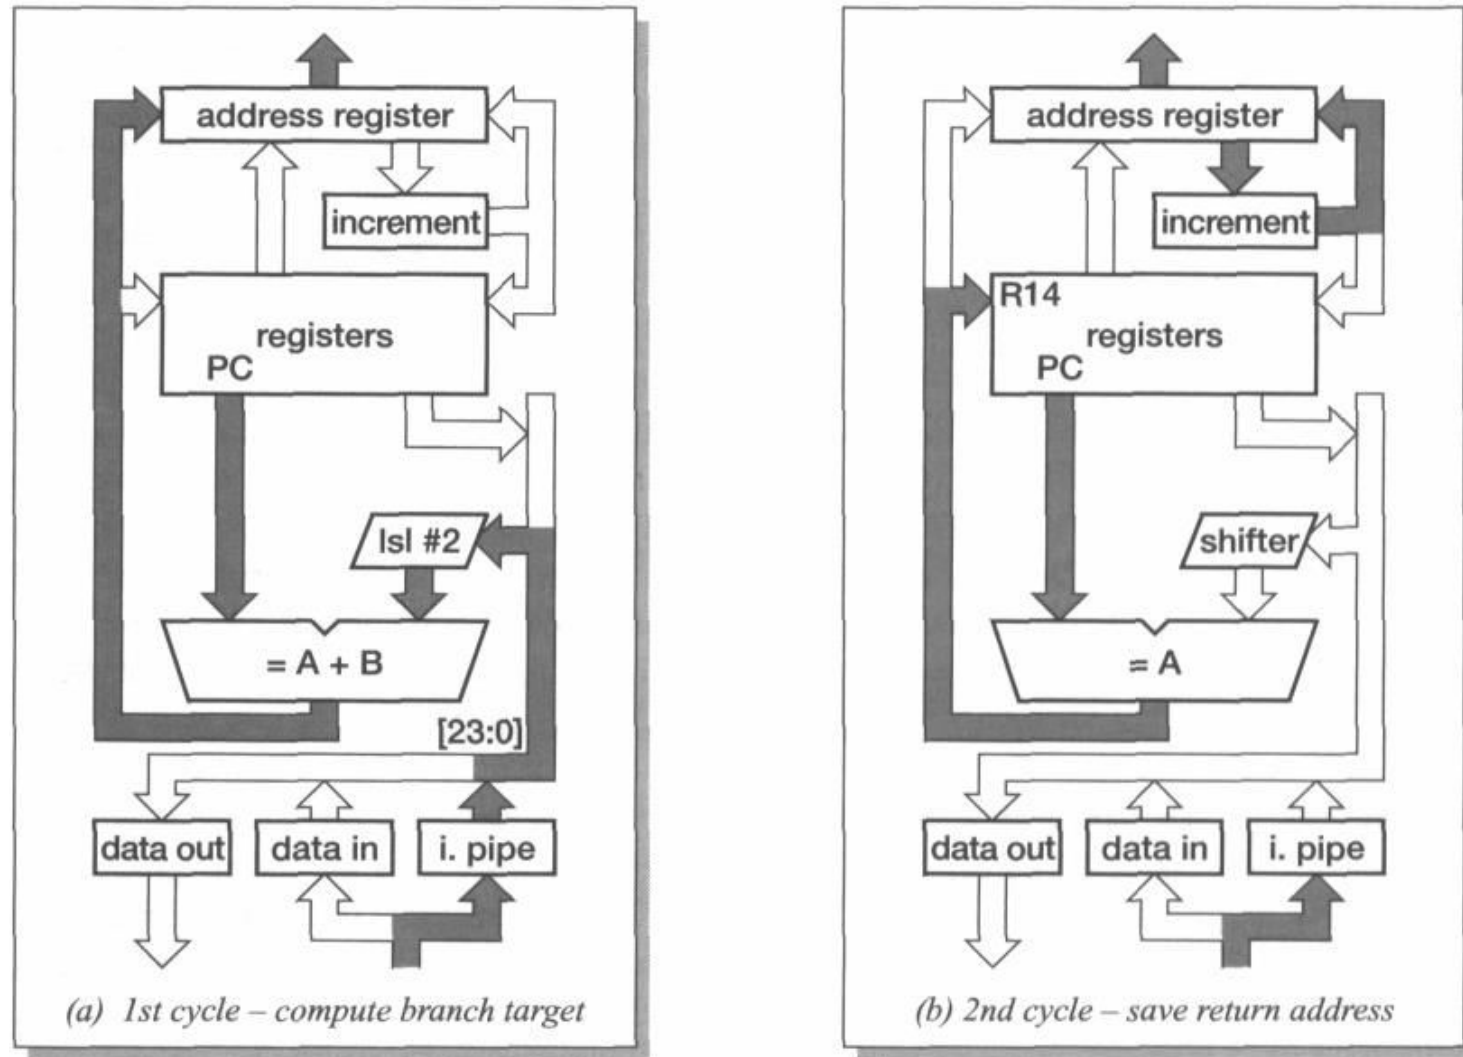 address register
increment
registers
PC
lsl #2
= A + B
[23:0]
data out
data in
i. pipe
(a) 1st cycle – compute branch target
address register
increment
R14
registers
PC
shifter
= A
data out
data in
i. pipe
(b) 2nd cycle – save return address